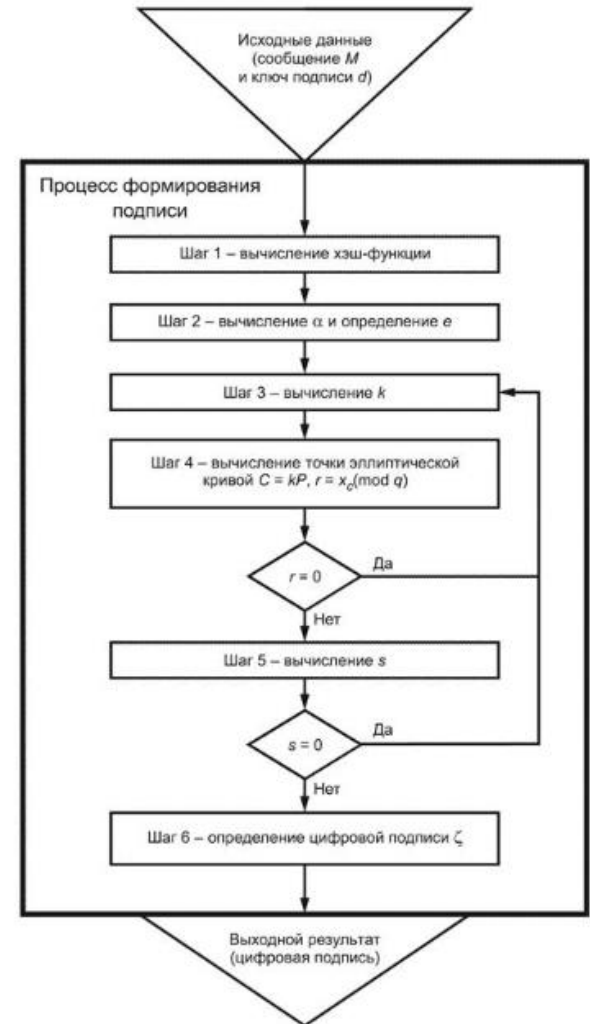 Исходные данные
(сообщение M
и ключ подписи d)
Процесс формирования
подписи
Шаг 1 – вычисление хэш-функции
Шаг 2 – вычисление α и определение e
Шаг 3 – вычисление k
Шаг 4 – вычисление точки эллиптической
кривой C = kP, r = x_c(mod q)
r = 0
Да
Нет
Шаг 5 – вычисление s
s = 0
Да
Нет
Шаг 6 – определение цифровой подписи ζ
Выходной результат
(цифровая подпись)